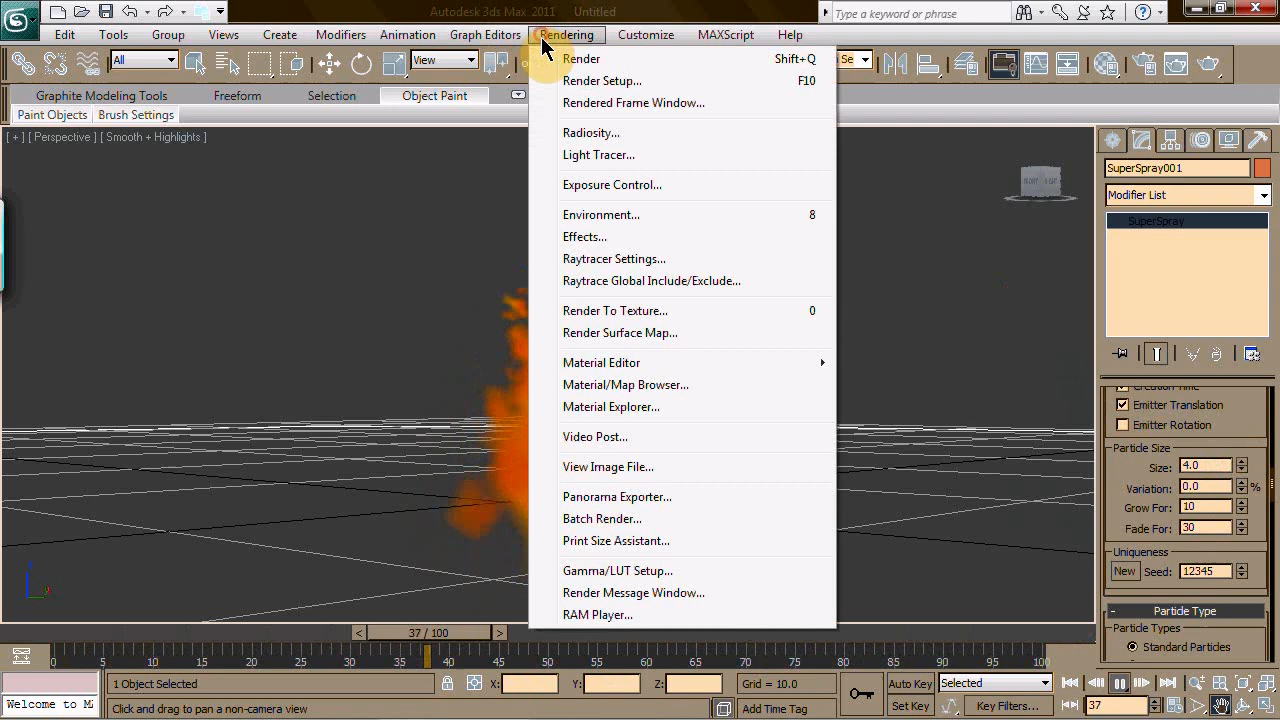 Autodesk 3ds Max 2011 Untitled
Type a keyword or phrase
Edit Tools Group Views Create Modifiers Animation Graph Editors Rendering Customize MAXScript Help
All
View
Se
Graphite Modeling Tools Freeform Selection Object Paint
Paint Objects Brush Settings
[ + ] [ Perspective ] [ Smooth + Highlights ]
Render Shift+Q
Render Setup... F10
Rendered Frame Window...
Radiosity...
Light Tracer...
Exposure Control...
Environment... 8
Effects...
Raytracer Settings...
Raytrace Global Include/Exclude...
Render To Texture... 0
Render Surface Map...
Material Editor
Material/Map Browser...
Material Explorer...
Video Post...
View Image File...
Panorama Exporter...
Batch Render...
Print Size Assistant...
Gamma/LUT Setup...
Render Message Window...
RAM Player...
SuperSpray001
Modifier List
SuperSpray
Creation Time
Emitter Translation
Emitter Rotation
Particle Size
Size: 4.0
Variation: 0.0 %
Grow For: 10
Fade For: 30
Uniqueness
New Seed: 12345
- Particle Type
Particle Types
Standard Particles
< 37 / 100 >
0 5 10 15 20 25 30 35 40 45 50 55 60 65 70 75 80 85 90 95 100
1 Object Selected X: Y: Z: Grid = 10.0 Auto Key Selected
Welcome to M Click and drag to pan a non-camera view Add Time Tag Set Key Key Filters... 37